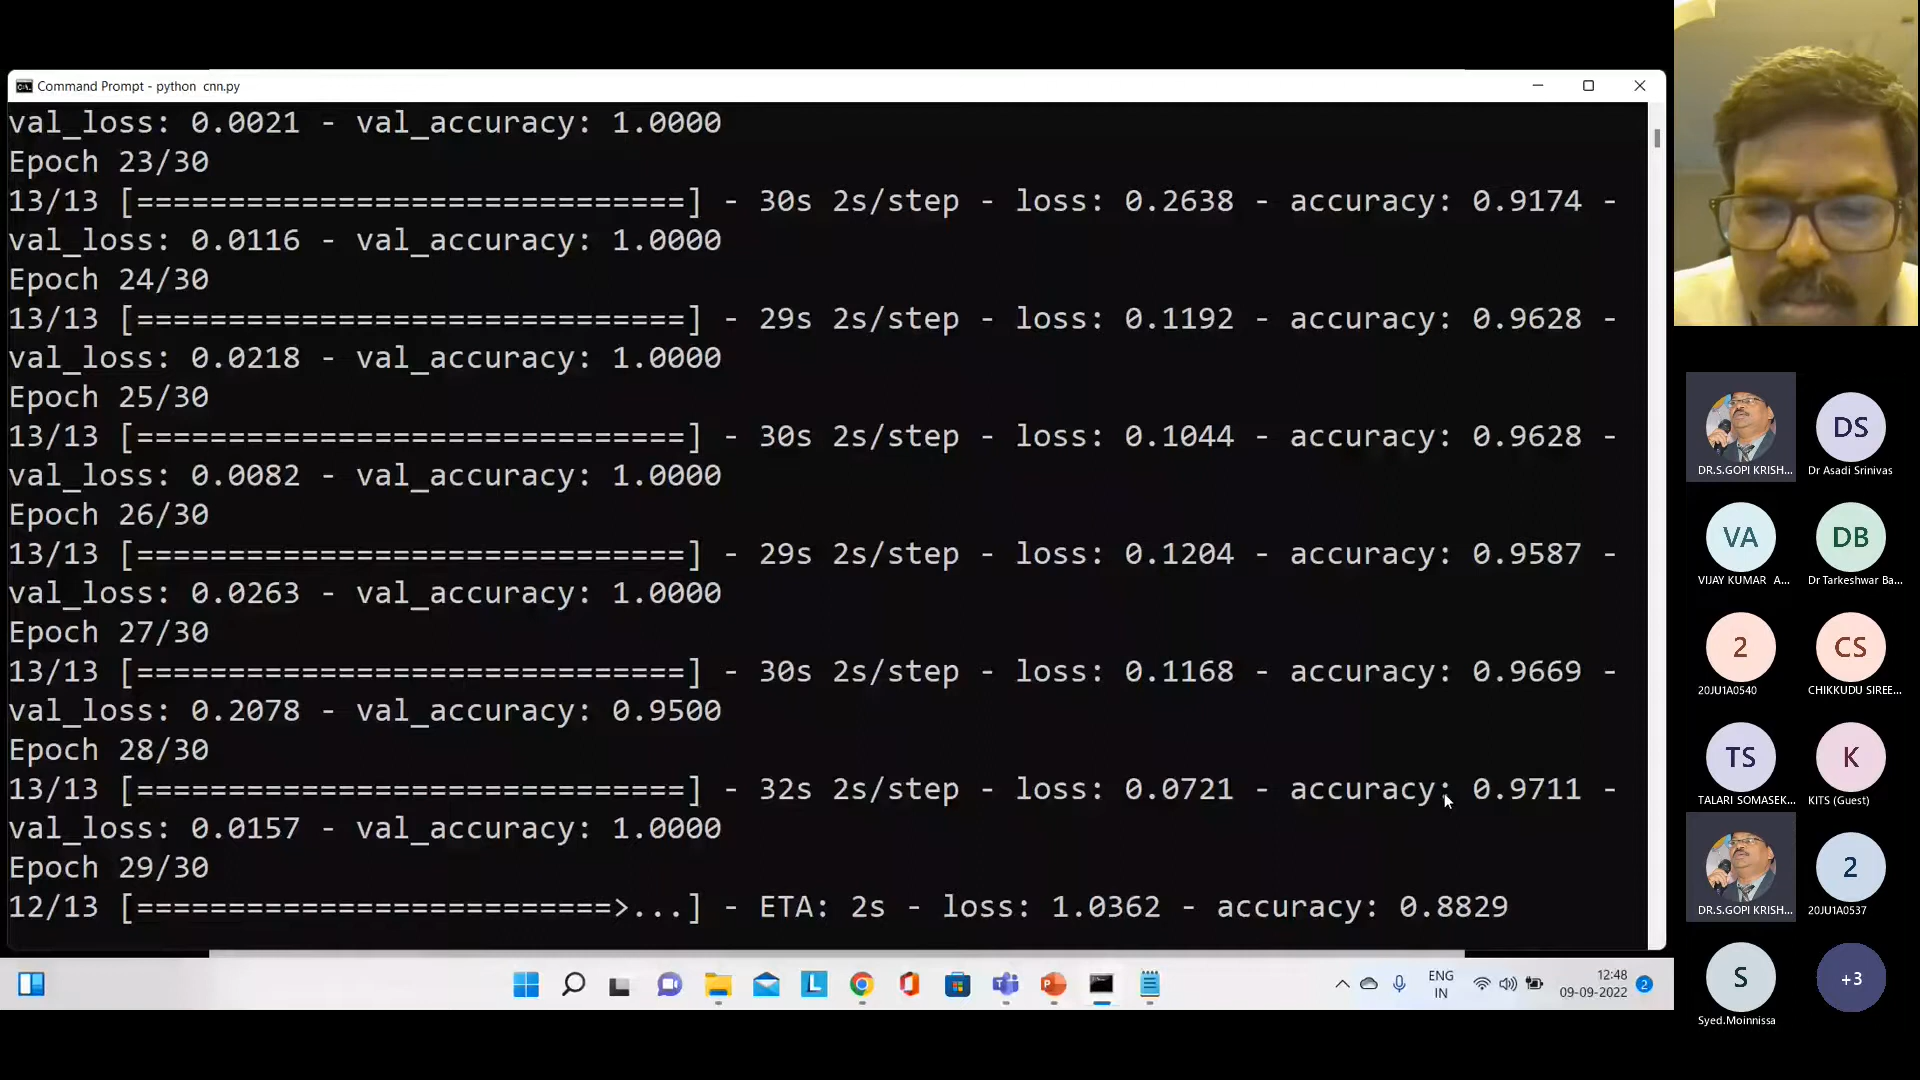 Command Prompt - python cnn.py
val_loss: 0.0021 - val_accuracy: 1.0000
Epoch 23/30
13/13 [==============================] - 30s 2s/step - loss: 0.2638 - accuracy: 0.9174 -
val_loss: 0.0116 - val_accuracy: 1.0000
Epoch 24/30
13/13 [==============================] - 29s 2s/step - loss: 0.1192 - accuracy: 0.9628 -
val_loss: 0.0218 - val_accuracy: 1.0000
Epoch 25/30
13/13 [==============================] - 30s 2s/step - loss: 0.1044 - accuracy: 0.9628 -
val_loss: 0.0082 - val_accuracy: 1.0000
Epoch 26/30
13/13 [==============================] - 29s 2s/step - loss: 0.1204 - accuracy: 0.9587 -
val_loss: 0.0263 - val_accuracy: 1.0000
Epoch 27/30
13/13 [==============================] - 30s 2s/step - loss: 0.1168 - accuracy: 0.9669 -
val_loss: 0.2078 - val_accuracy: 0.9500
Epoch 28/30
13/13 [==============================] - 32s 2s/step - loss: 0.0721 - accuracy: 0.9711 -
val_loss: 0.0157 - val_accuracy: 1.0000
Epoch 29/30
12/13 [==========================>...] - ETA: 2s - loss: 1.0362 - accuracy: 0.8829
ENG
IN
12:48
09-09-2022
2
DR.S.GOPI KRISH...
DS
Dr Asadi Srinivas
VA
VIJAY KUMAR A...
DB
Dr Tarkeshwar Ba...
2
20JU1A0540
CS
CHIKKUDU SIREE...
TS
TALARI SOMASEK...
K
KITS (Guest)
DR.S.GOPI KRISH...
2
20JU1A0537
S
Syed.Moinnissa
+3